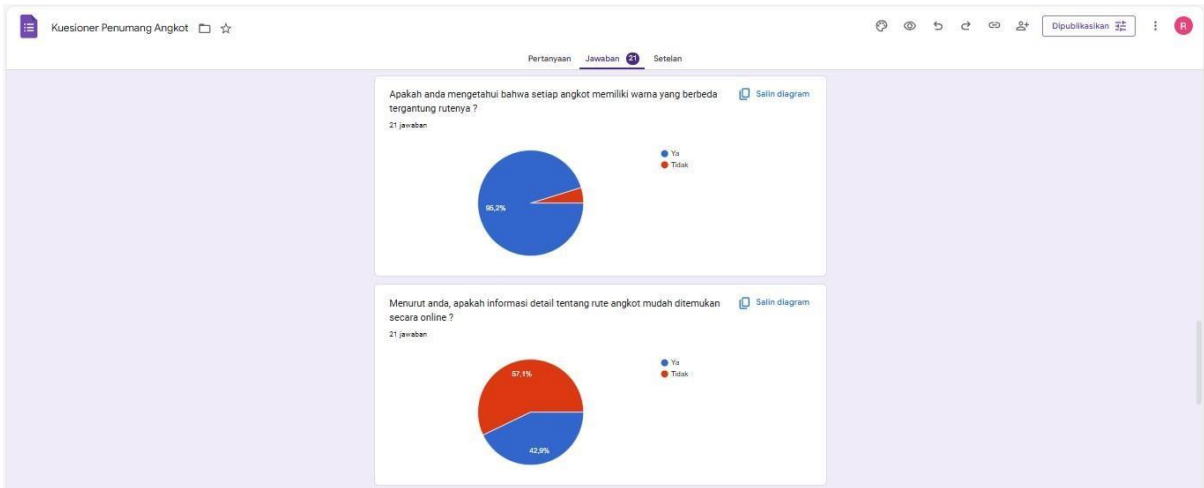 Kuesioner Penumang Angkot
Dipublikasikan
R
Pertanyaan Jawaban 21 Setelan
Apakah anda mengetahui bahwa setiap angkot memiliki warna yang berbeda
tergantung rutenya ?
Salin diagram
21 jawaban
Ya
Tidak
95,2%
Menurut anda, apakah informasi detail tentang rute angkot mudah ditemukan
secara online ?
Salin diagram
21 jawaban
Ya
Tidak
57,1%
42,9%